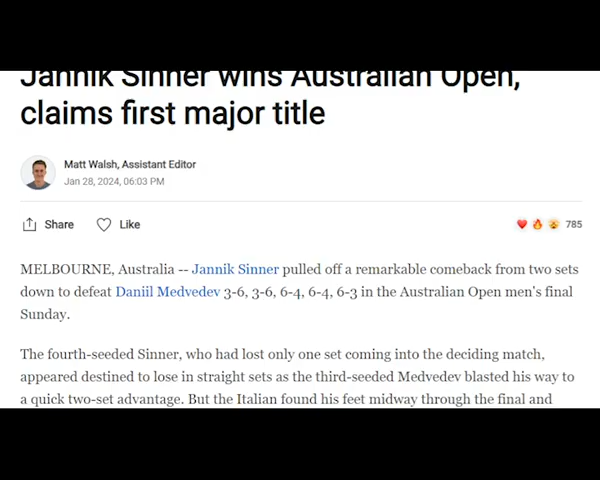 Jannik Sinner wins Australian Open,
claims first major title
Matt Walsh, Assistant Editor
Jan 28, 2024, 06:03 PM
Share Like 785
MELBOURNE, Australia -- Jannik Sinner pulled off a remarkable comeback from two sets
down to defeat Daniil Medvedev 3-6, 3-6, 6-4, 6-4, 6-3 in the Australian Open men's final
Sunday.
The fourth-seeded Sinner, who had lost only one set coming into the deciding match,
appeared destined to lose in straight sets as the third-seeded Medvedev blasted his way to
a quick two-set advantage. But the Italian found his feet midway through the final and